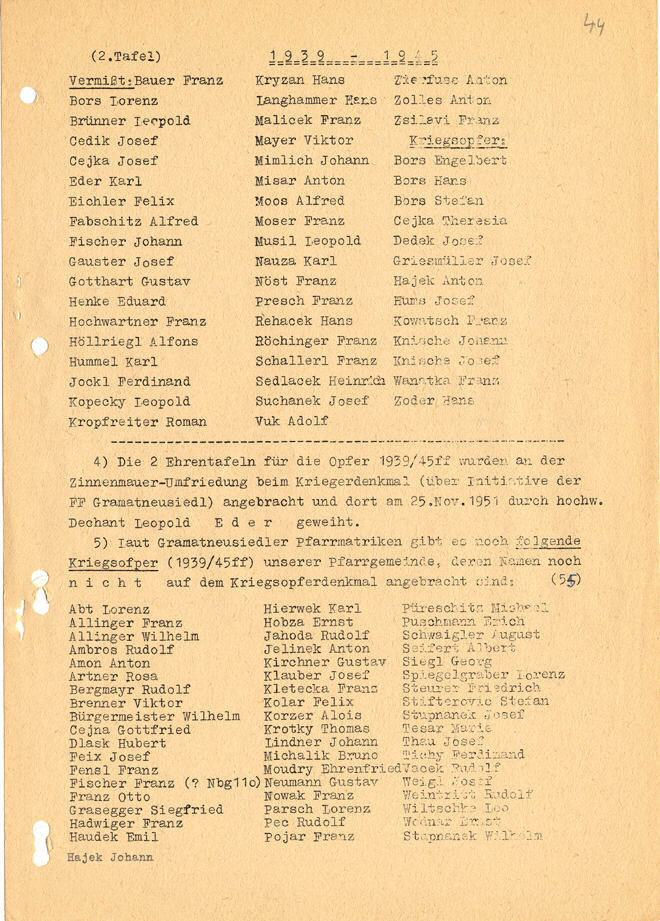 44
(2.Tafel) 1939 - 1945
Vermißt:Bauer Franz Kryzan Hans Zierfuss Anton
Bors Lorenz Langhammer Hans Zolles Anton
Brünner Leopold Malicek Franz Zsilavi Franz
Cedik Josef Mayer Viktor Kriegsopfer:
Cejka Josef Mimlich Johann Bors Engelbert
Eder Karl Misar Anton Bors Hans
Eichler Felix Moos Alfred Bors Stefan
Fabschitz Alfred Moser Franz Cejka Theresia
Fischer Johann Musil Leopold Dedek Josef
Gauster Josef Nauza Karl Griesmüller Josef
Gotthart Gustav Nöst Franz Hajek Anton
Henke Eduard Presch Franz Hums Josef
Hochwartner Franz Rehacek Hans Kowatsch Franz
Höllriegl Alfons Röchinger Franz Knische Johann
Hummel Karl Schallerl Franz Knische Josef
Jockl Ferdinand Sedlacek Heinrich Wanatka Franz
Kopecky Leopold Suchanek Josef Zoder Hans
Kropfreiter Roman Vuk Adolf
4) Die 2 Ehrentafeln für die Opfer 1939/45ff wurden an der
Zinnenmauer-Umfriedung beim Kriegerdenkmal (über Initiative der
FF Gramatneusiedl) angebracht und dort am 25.Nov.1951 durch hochw.
Dechant Leopold E d e r geweiht.
5) Laut Gramatneusiedler Pfarrmatriken gibt es noch folgende
Kriegsofper (1939/45ff) unserer Pfarrgemeinde, deren Namen noch
n i c h t auf dem Kriegsopferdenkmal angebracht sind: (55)
Abt Lorenz Hierwek Karl Püreschitz Michael
Allinger Franz Hobza Ernst Puschmann Erich
Allinger Wilhelm Jahoda Rudolf Schwaigler August
Ambros Rudolf Jelinek Anton Seifert Albert
Amon Anton Kirchner Gustav Siegl Georg
Artner Rosa Klauber Josef Spiegelgraber Lorenz
Bergmayr Rudolf Kletecka Franz Steurer Friedrich
Brenner Viktor Kolar Felix Stifterovic Stefan
Bürgermeister Wilhelm Korzer Alois Stupnanek Josef
Cejna Gottfried Krotky Thomas Tesar Marie
Dlask Hubert Lindner Johann Thau Josef
Feix Josef Michalik Bruno Tichy Ferdinand
Fensl Franz Moudry Ehrenfried Vacek Rudolf
Fischer Franz (? Nbg11c) Neumann Gustav Weigl Josef
Franz Otto Nowak Franz Weintritt Rudolf
Grasegger Siegfried Parsch Lorenz Wiltschke Leo
Hadwiger Franz Pec Rudolf Wodnar Ernst
Haudek Emil Pojar Franz Stupnanek Wilhelm
Hajek Johann